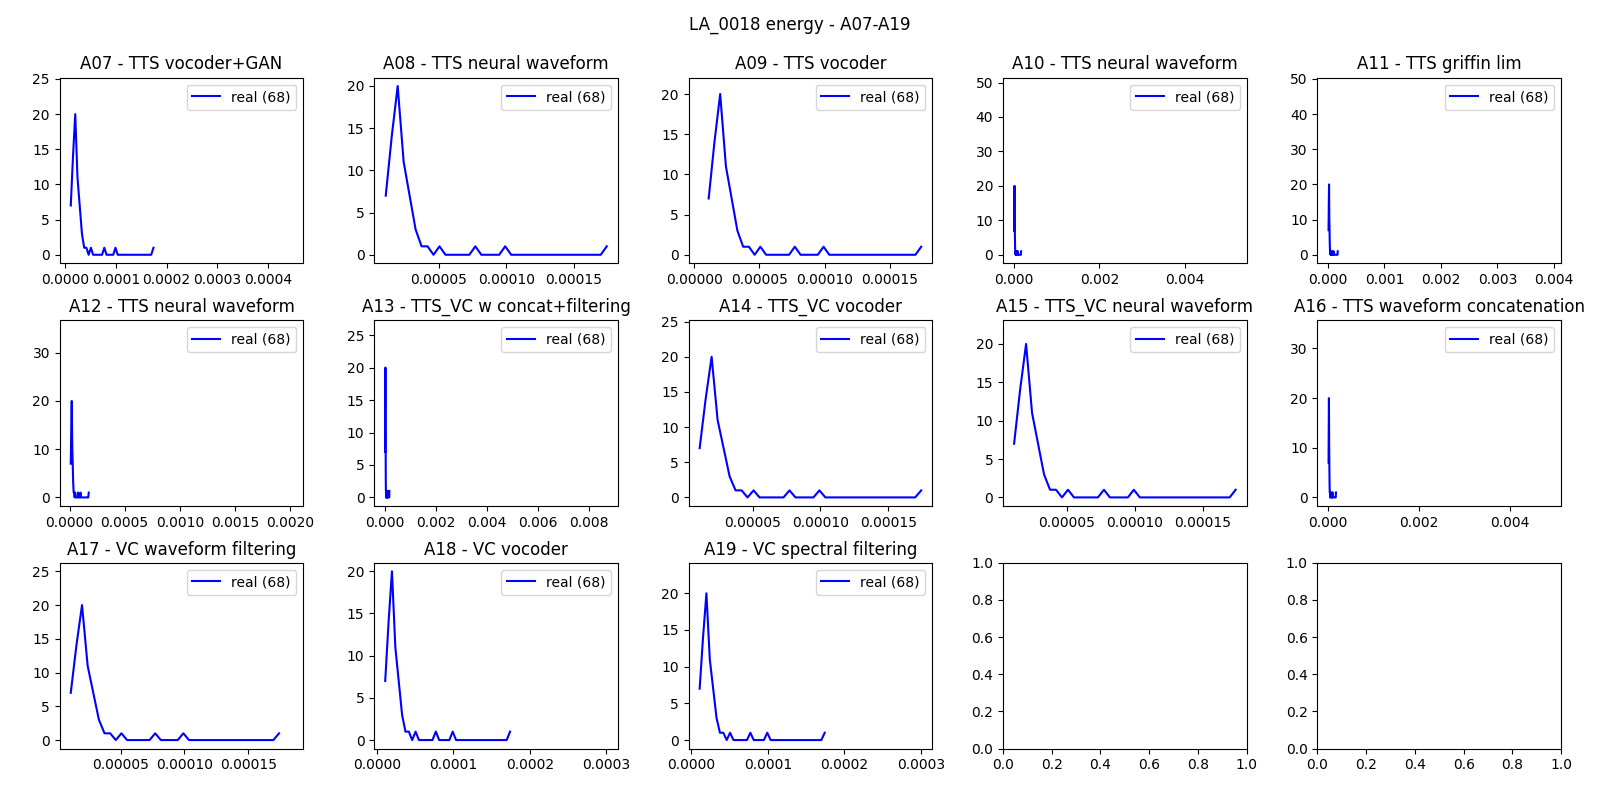 LA_0018 energy - A07-A19
A07 - TTS vocoder+GAN
A08 - TTS neural waveform
A09 - TTS vocoder
A10 - TTS neural waveform
A11 - TTS griffin lim
real (68)
real (68)
real (68)
real (68)
real (68)
25
20
15
10
5
0
0.0000 0.0001 0.0002 0.0003 0.0004
20
15
10
5
0
0.00005 0.00010 0.00015
20
15
10
5
0
0.00000 0.00005 0.00010 0.00015
50
40
30
20
10
0
0.000 0.002 0.004
50
40
30
20
10
0
0.000 0.001 0.002 0.003 0.004
A12 - TTS neural waveform
A13 - TTS_VC w concat+filtering
A14 - TTS_VC vocoder
A15 - TTS_VC neural waveform
A16 - TTS waveform concatenation
real (68)
real (68)
real (68)
real (68)
real (68)
30
20
10
0
0.0000 0.0005 0.0010 0.0015 0.0020
25
20
15
10
5
0
0.000 0.002 0.004 0.006 0.008
25
20
15
10
5
0
0.00005 0.00010 0.00015
20
15
10
5
0
0.00005 0.00010 0.00015
30
20
10
0
0.000 0.002 0.004
A17 - VC waveform filtering
A18 - VC vocoder
A19 - VC spectral filtering
real (68)
real (68)
real (68)
25
20
15
10
5
0
0.00005 0.00010 0.00015
20
15
10
5
0
0.0000 0.0001 0.0002 0.0003
20
15
10
5
0
0.0000 0.0001 0.0002 0.0003
1.0
0.8
0.6
0.4
0.2
0.0
0.0 0.2 0.4 0.6 0.8 1.0
1.0
0.8
0.6
0.4
0.2
0.0
0.0 0.2 0.4 0.6 0.8 1.0